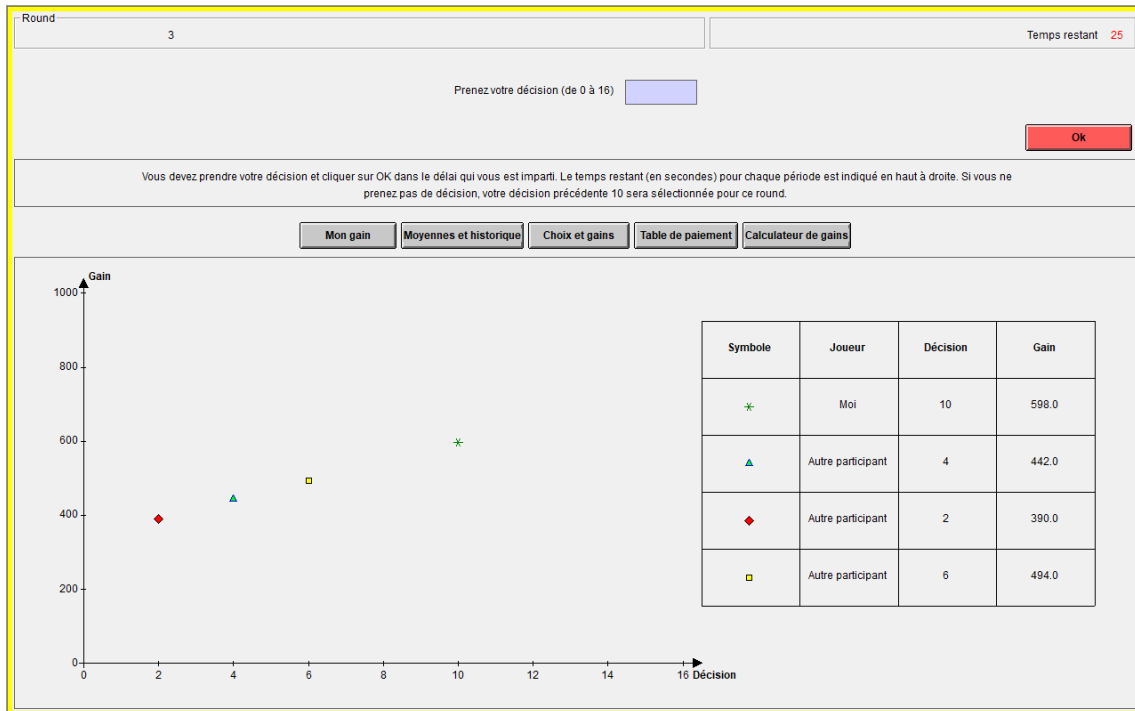 Round
3
Temps restant 25
Prenez votre décision (de 0 à 16)
Ok
Vous devez prendre votre décision et cliquer sur OK dans le délai qui vous est imparti. Le temps restant (en secondes) pour chaque période est indiqué en haut à droite. Si vous ne
prenez pas de décision, votre décision précédente 10 sera sélectionnée pour ce round.
Mon gain Moyennes et historique Choix et gains Table de paiement Calculateur de gains
Gain
1000
800
600
400
200
0
0 2 4 6 8 10 12 14 16 Décision
Symbole Joueur Décision Gain
Moi 10 598.0
Autre participant 4 442.0
Autre participant 2 390.0
Autre participant 6 494.0